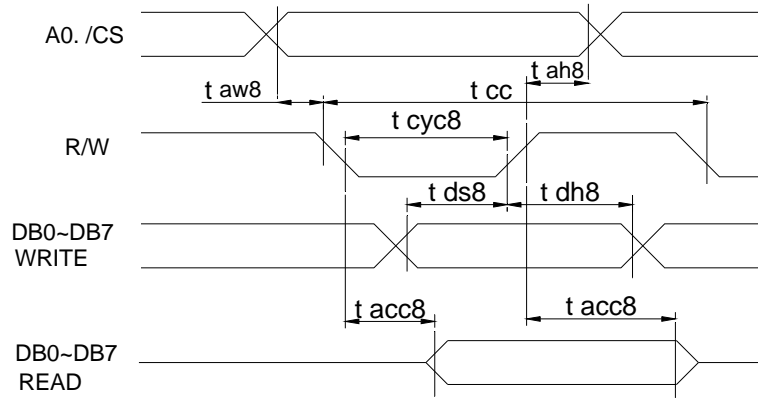 A0. /CS
t ah8
t aw8
t cc
t cyc8
R/W
t ds8
t dh8
DB0~DB7
WRITE
t acc8
t acc8
DB0~DB7
READ